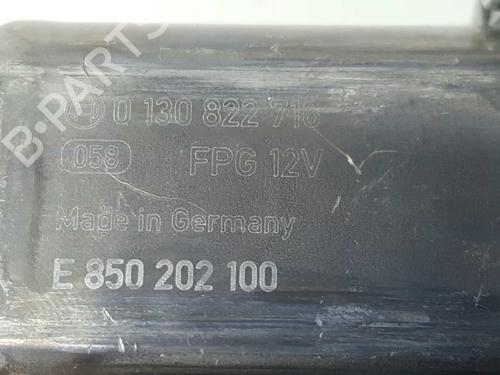 B-PARTS
0 130 822 716
058 FPG 12V
Made in Germany
E 850 202 100